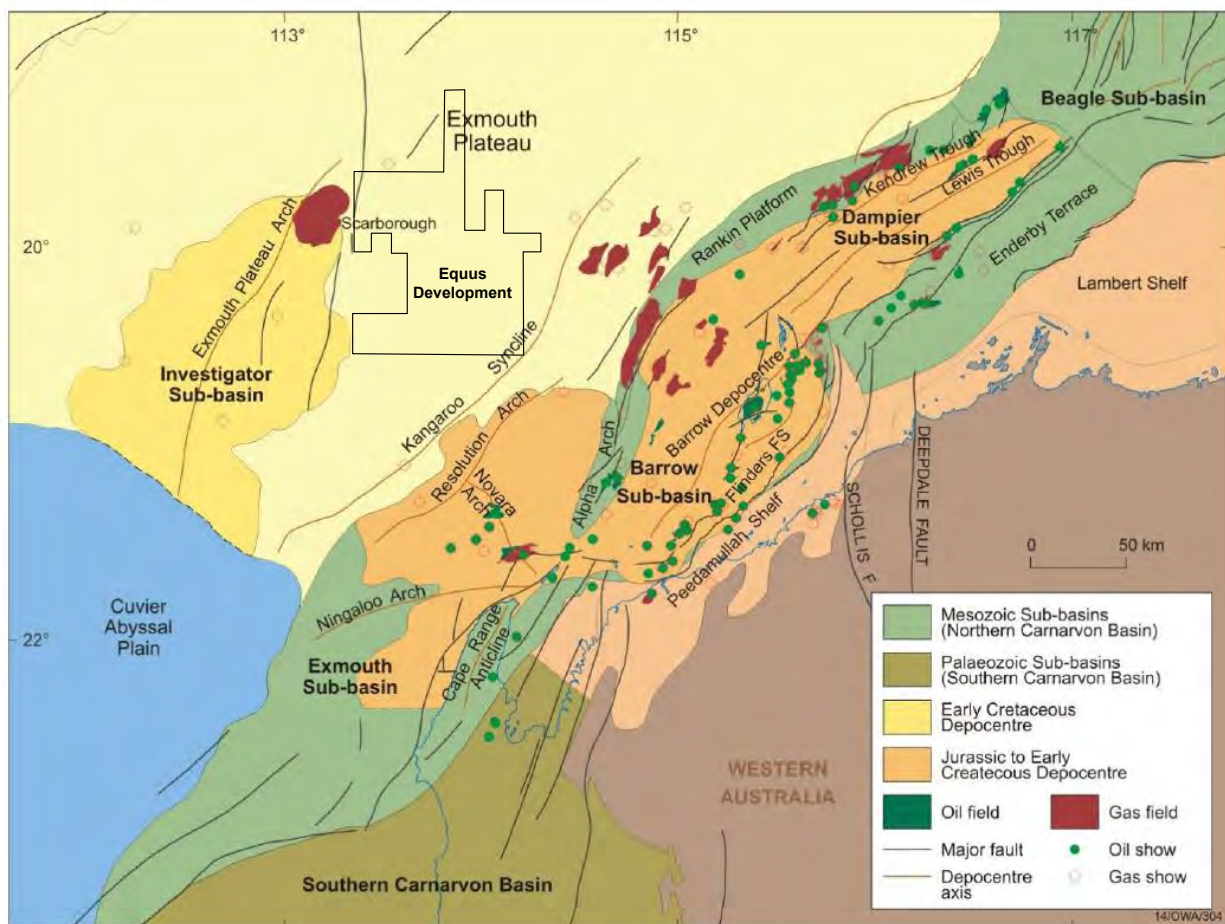 113°
115°
117°
Beagle Sub-basin
Exmouth
Plateau
Kendrew Trough
Lewis Trough
Rankin Platform
Dampier
Sub-basin
Enderby Terrace
Scarborough
20°
Exmouth Plateau Arch
Equus
Development
Lambert Shelf
Investigator
Sub-basin
Kangaroo
Syncline
Resolution
Arch
Novara
Arch
Alpha
Arch
Barrow Depocentre
Barrow
Sub-basin
Flinders FS
Peedamullah Shelf
SCHOLLIS F
DEEPDALE FAULT
0
50 km
Cuvier
Abyssal
Plain
22°
Ningaloo Arch
Exmouth
Sub-basin
Cape Range
Anticline
WESTERN
AUSTRALIA
Southern Carnarvon Basin
Mesozoic Sub-basins
(Northern Carnarvon Basin)
Palaeozoic Sub-basins
(Southern Carnarvon Basin)
Early Cretaceous
Depocentre
Jurassic to Early
Createcous Depocentre
Oil field
Gas field
Major fault
Oil show
Depocentre
axis
Gas show
14/OWA/304